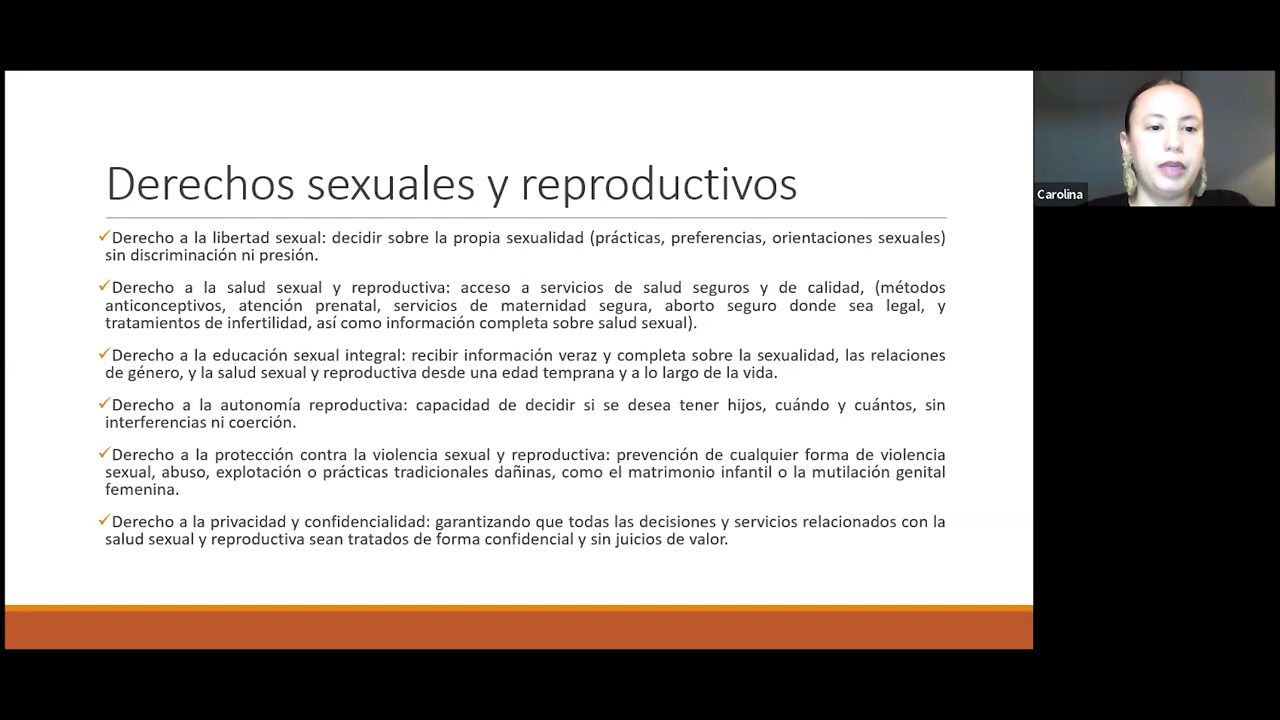 Derechos sexuales y reproductivos
✓Derecho a la libertad sexual: decidir sobre la propia sexualidad (prácticas, preferencias, orientaciones sexuales)
sin discriminación ni presión.
✓Derecho a la salud sexual y reproductiva: acceso a servicios de salud seguros y de calidad, (métodos
anticonceptivos, atención prenatal, servicios de maternidad segura, aborto seguro donde sea legal, y
tratamientos de infertilidad, así como información completa sobre salud sexual).
✓Derecho a la educación sexual integral: recibir información veraz y completa sobre la sexualidad, las relaciones
de género, y la salud sexual y reproductiva desde una edad temprana y a lo largo de la vida.
✓Derecho a la autonomía reproductiva: capacidad de decidir si se desea tener hijos, cuándo y cuántos, sin
interferencias ni coerción.
✓Derecho a la protección contra la violencia sexual y reproductiva: prevención de cualquier forma de violencia
sexual, abuso, explotación o prácticas tradicionales dañinas, como el matrimonio infantil o la mutilación genital
femenina.
✓Derecho a la privacidad y confidencialidad: garantizando que todas las decisiones y servicios relacionados con la
salud sexual y reproductiva sean tratados de forma confidencial y sin juicios de valor.
Carolina